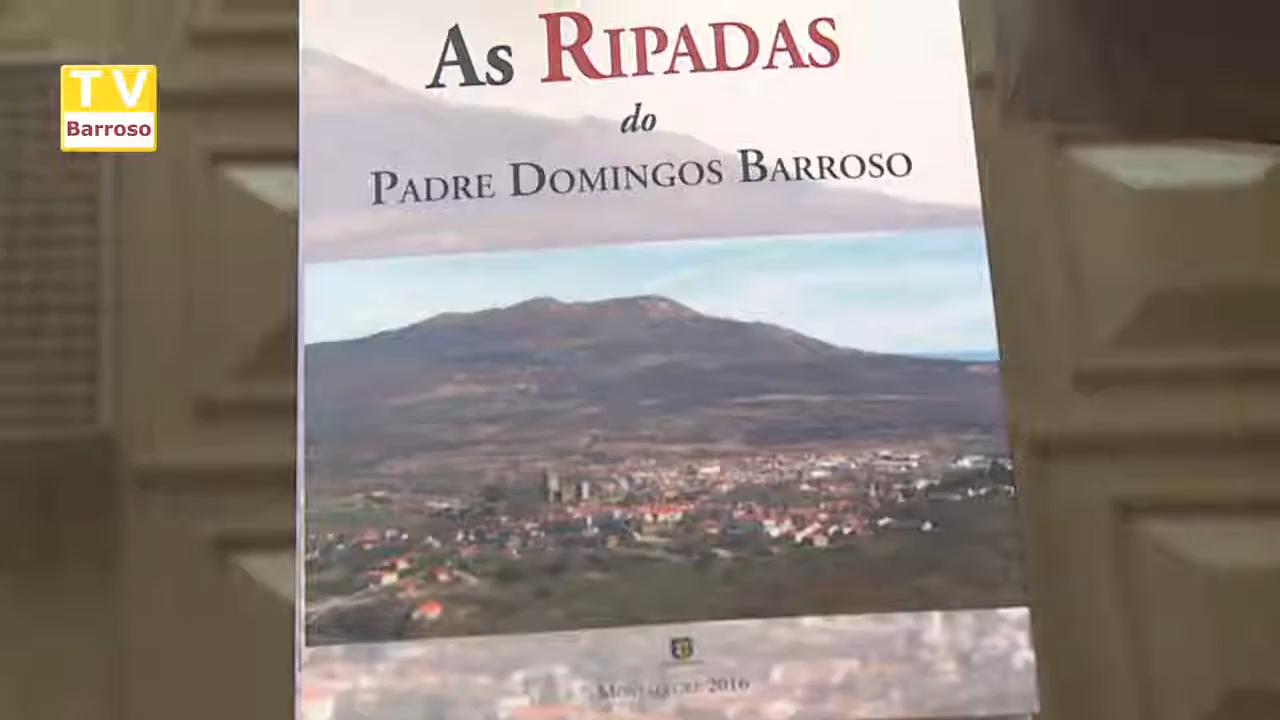 As RIPADAS
do
PADRE DOMINGOS BARROSO
TV
Barroso
MONTALEGRE 2016